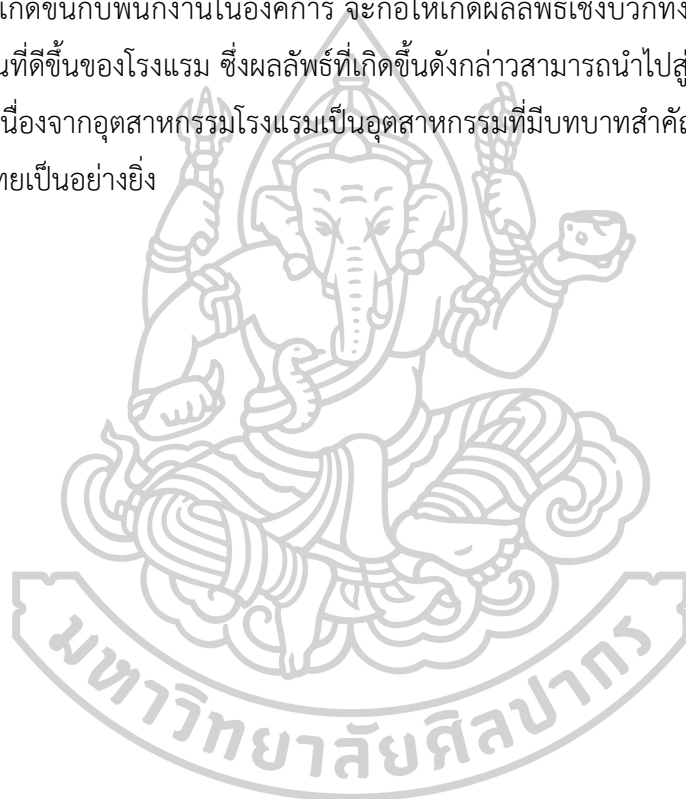 เกิดขึ้นกับพนักงานในองค์การ จะก่อให้เกิดผลลัพธ์เชิงบวกทั้ง
นที่ดีขึ้นของโรงแรม ซึ่งผลลัพธ์ที่เกิดขึ้นดังกล่าวสามารถนำไปสู่
นื่องจากอุตสาหกรรมโรงแรมเป็นอุตสาหกรรมที่มีบทบาทสำคัญ
ทยเป็นอย่างยิ่ง
มหาวิทยาลัยศิลปากร